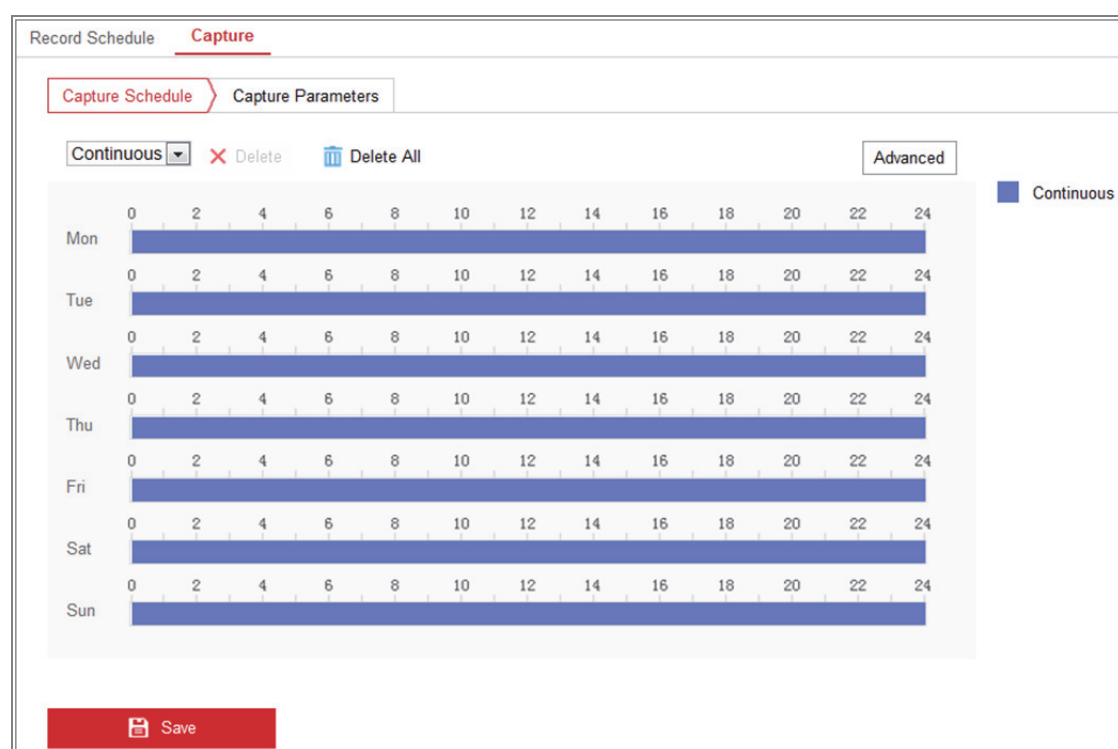 Record Schedule Capture
Capture Schedule Capture Parameters
Continuous Delete Delete All Advanced
Continuous
0 2 4 6 8 10 12 14 16 18 20 22 24
Mon
0 2 4 6 8 10 12 14 16 18 20 22 24
Tue
0 2 4 6 8 10 12 14 16 18 20 22 24
Wed
0 2 4 6 8 10 12 14 16 18 20 22 24
Thu
0 2 4 6 8 10 12 14 16 18 20 22 24
Fri
0 2 4 6 8 10 12 14 16 18 20 22 24
Sat
0 2 4 6 8 10 12 14 16 18 20 22 24
Sun
Save